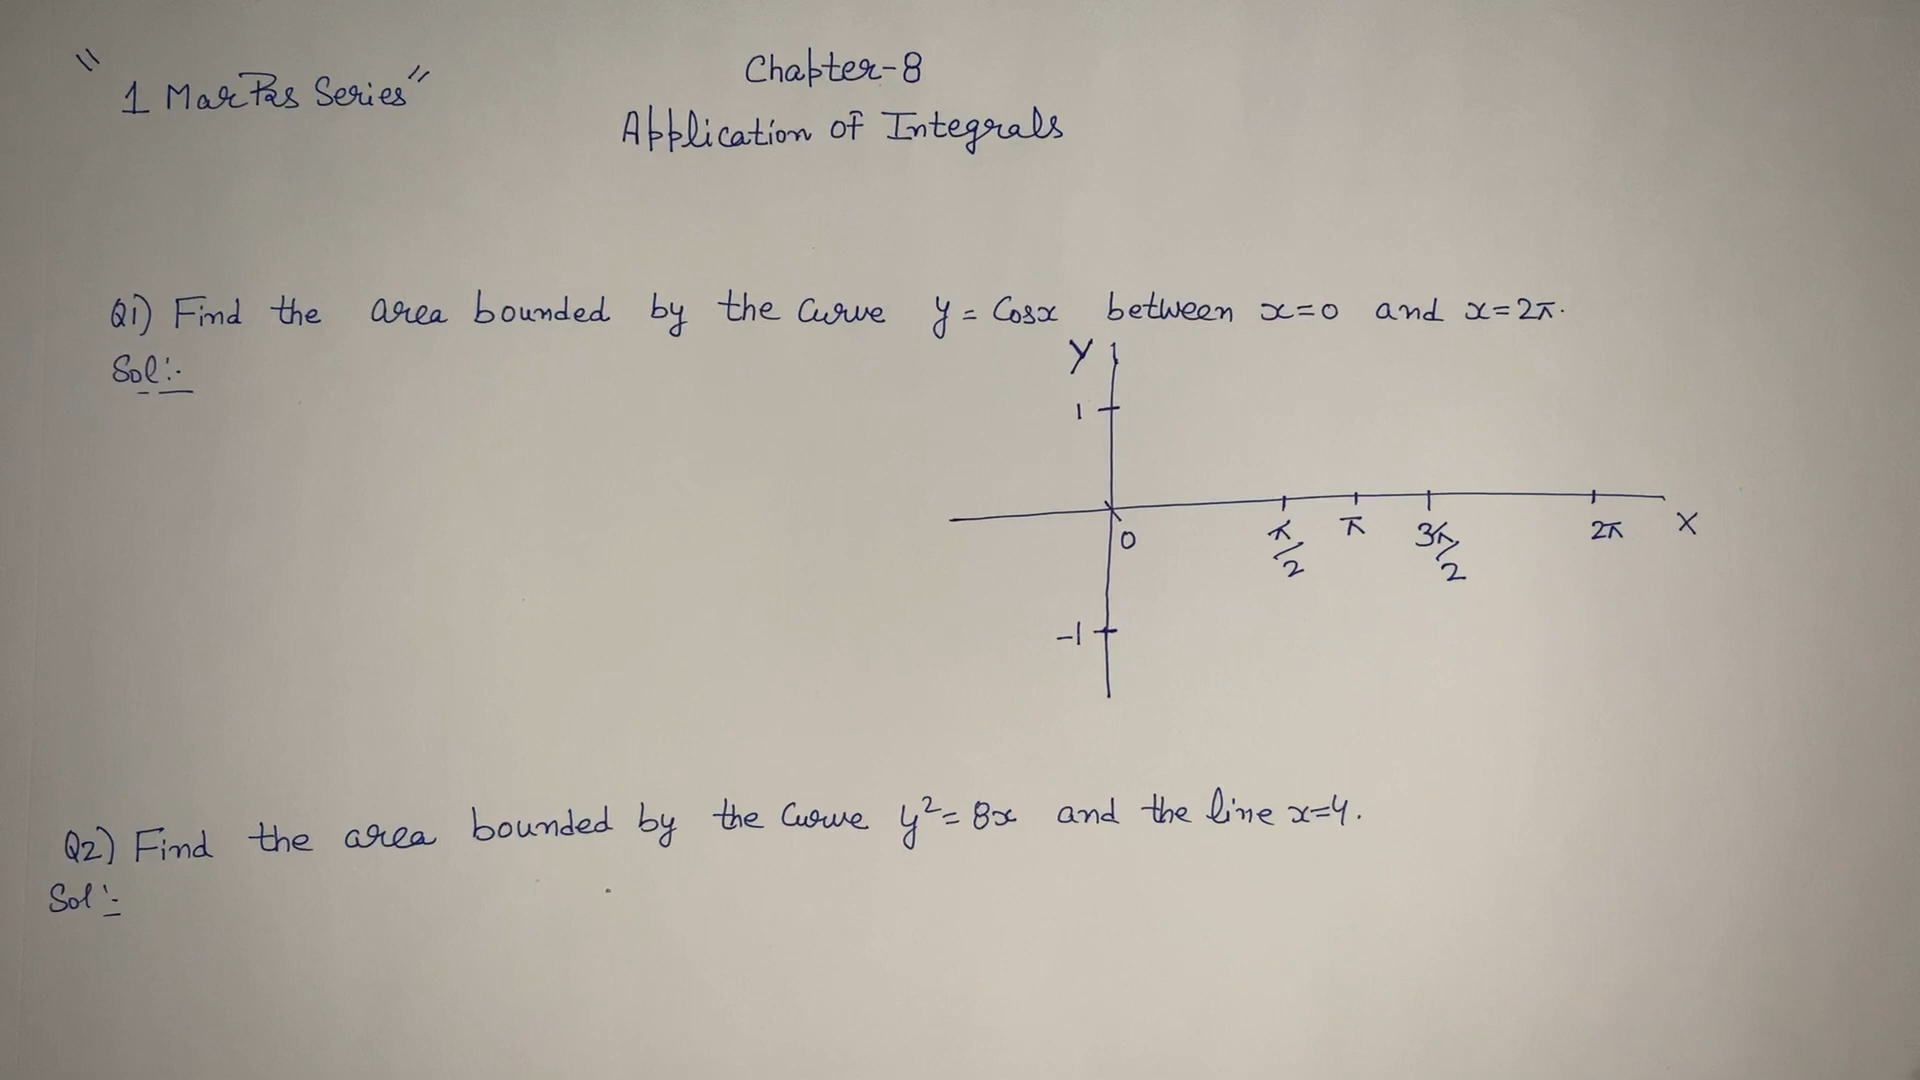 "1 Marks Series"
Chapter-8
Application of Integrals
Q1) Find the area bounded by the Curve y = Cosx between x=0 and x=2π.
Sol:-
Y
1
0
π/2 π 3π/2 2π X
-1
Q2) Find the area bounded by the Curve y²=8x and the line x=4.
Sol:-